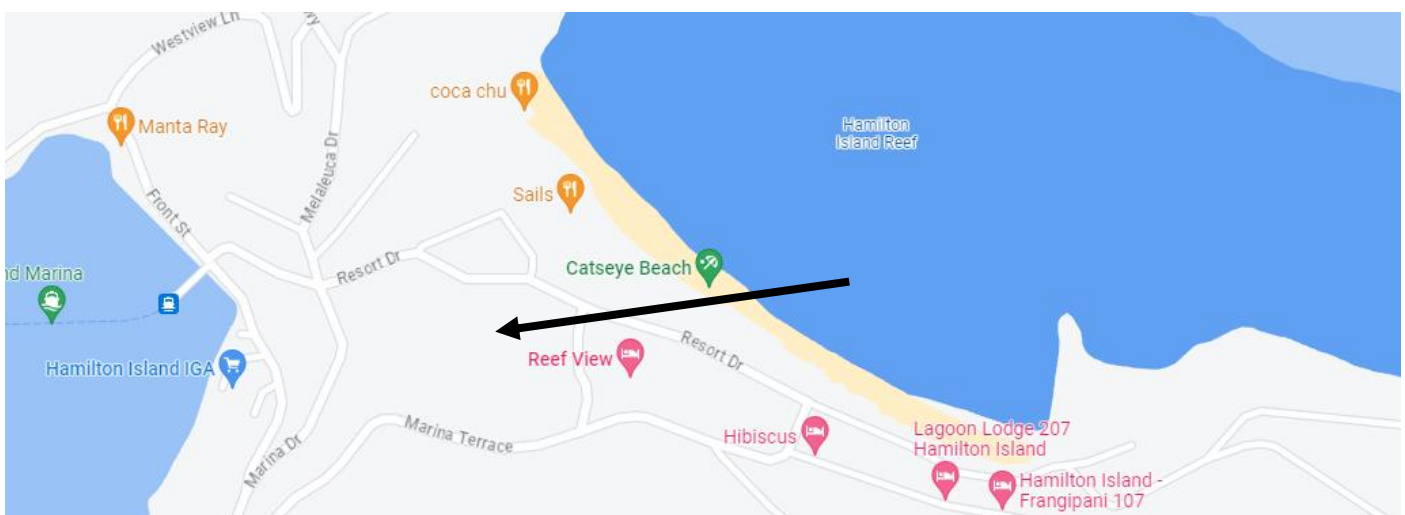 Westview Ln
wy
coca chu
Manta Ray
Hamilton
Island Reef
Melaleuca Dr
Sails
Front St
nd Marina
Resort Dr
Catseye Beach
Reef View
Resort Dr
Hamilton Island IGA
Marina Terrace
Hibiscus
Lagoon Lodge 207
Hamilton Island
Marina Dr
Hamilton Island -
Frangipani 107